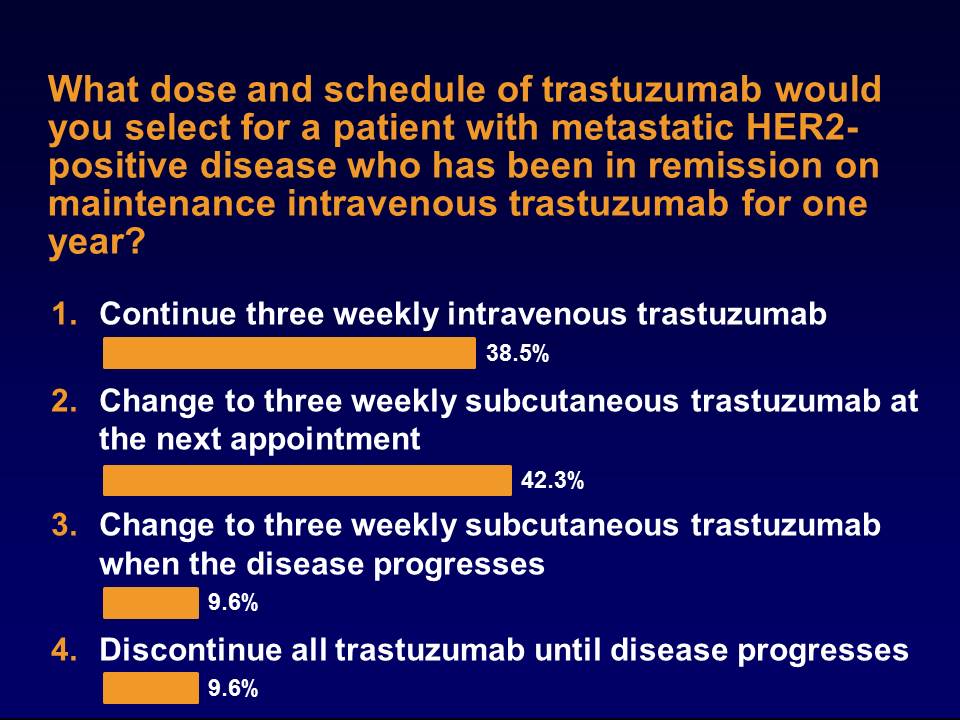 What dose and schedule of trastuzumab would
you select for a patient with metastatic HER2-
positive disease who has been in remission on
maintenance intravenous trastuzumab for one
year?
1. Continue three weekly intravenous trastuzumab
38.5%
2. Change to three weekly subcutaneous trastuzumab at
the next appointment
42.3%
3. Change to three weekly subcutaneous trastuzumab
when the disease progresses
9.6%
4. Discontinue all trastuzumab until disease progresses
9.6%